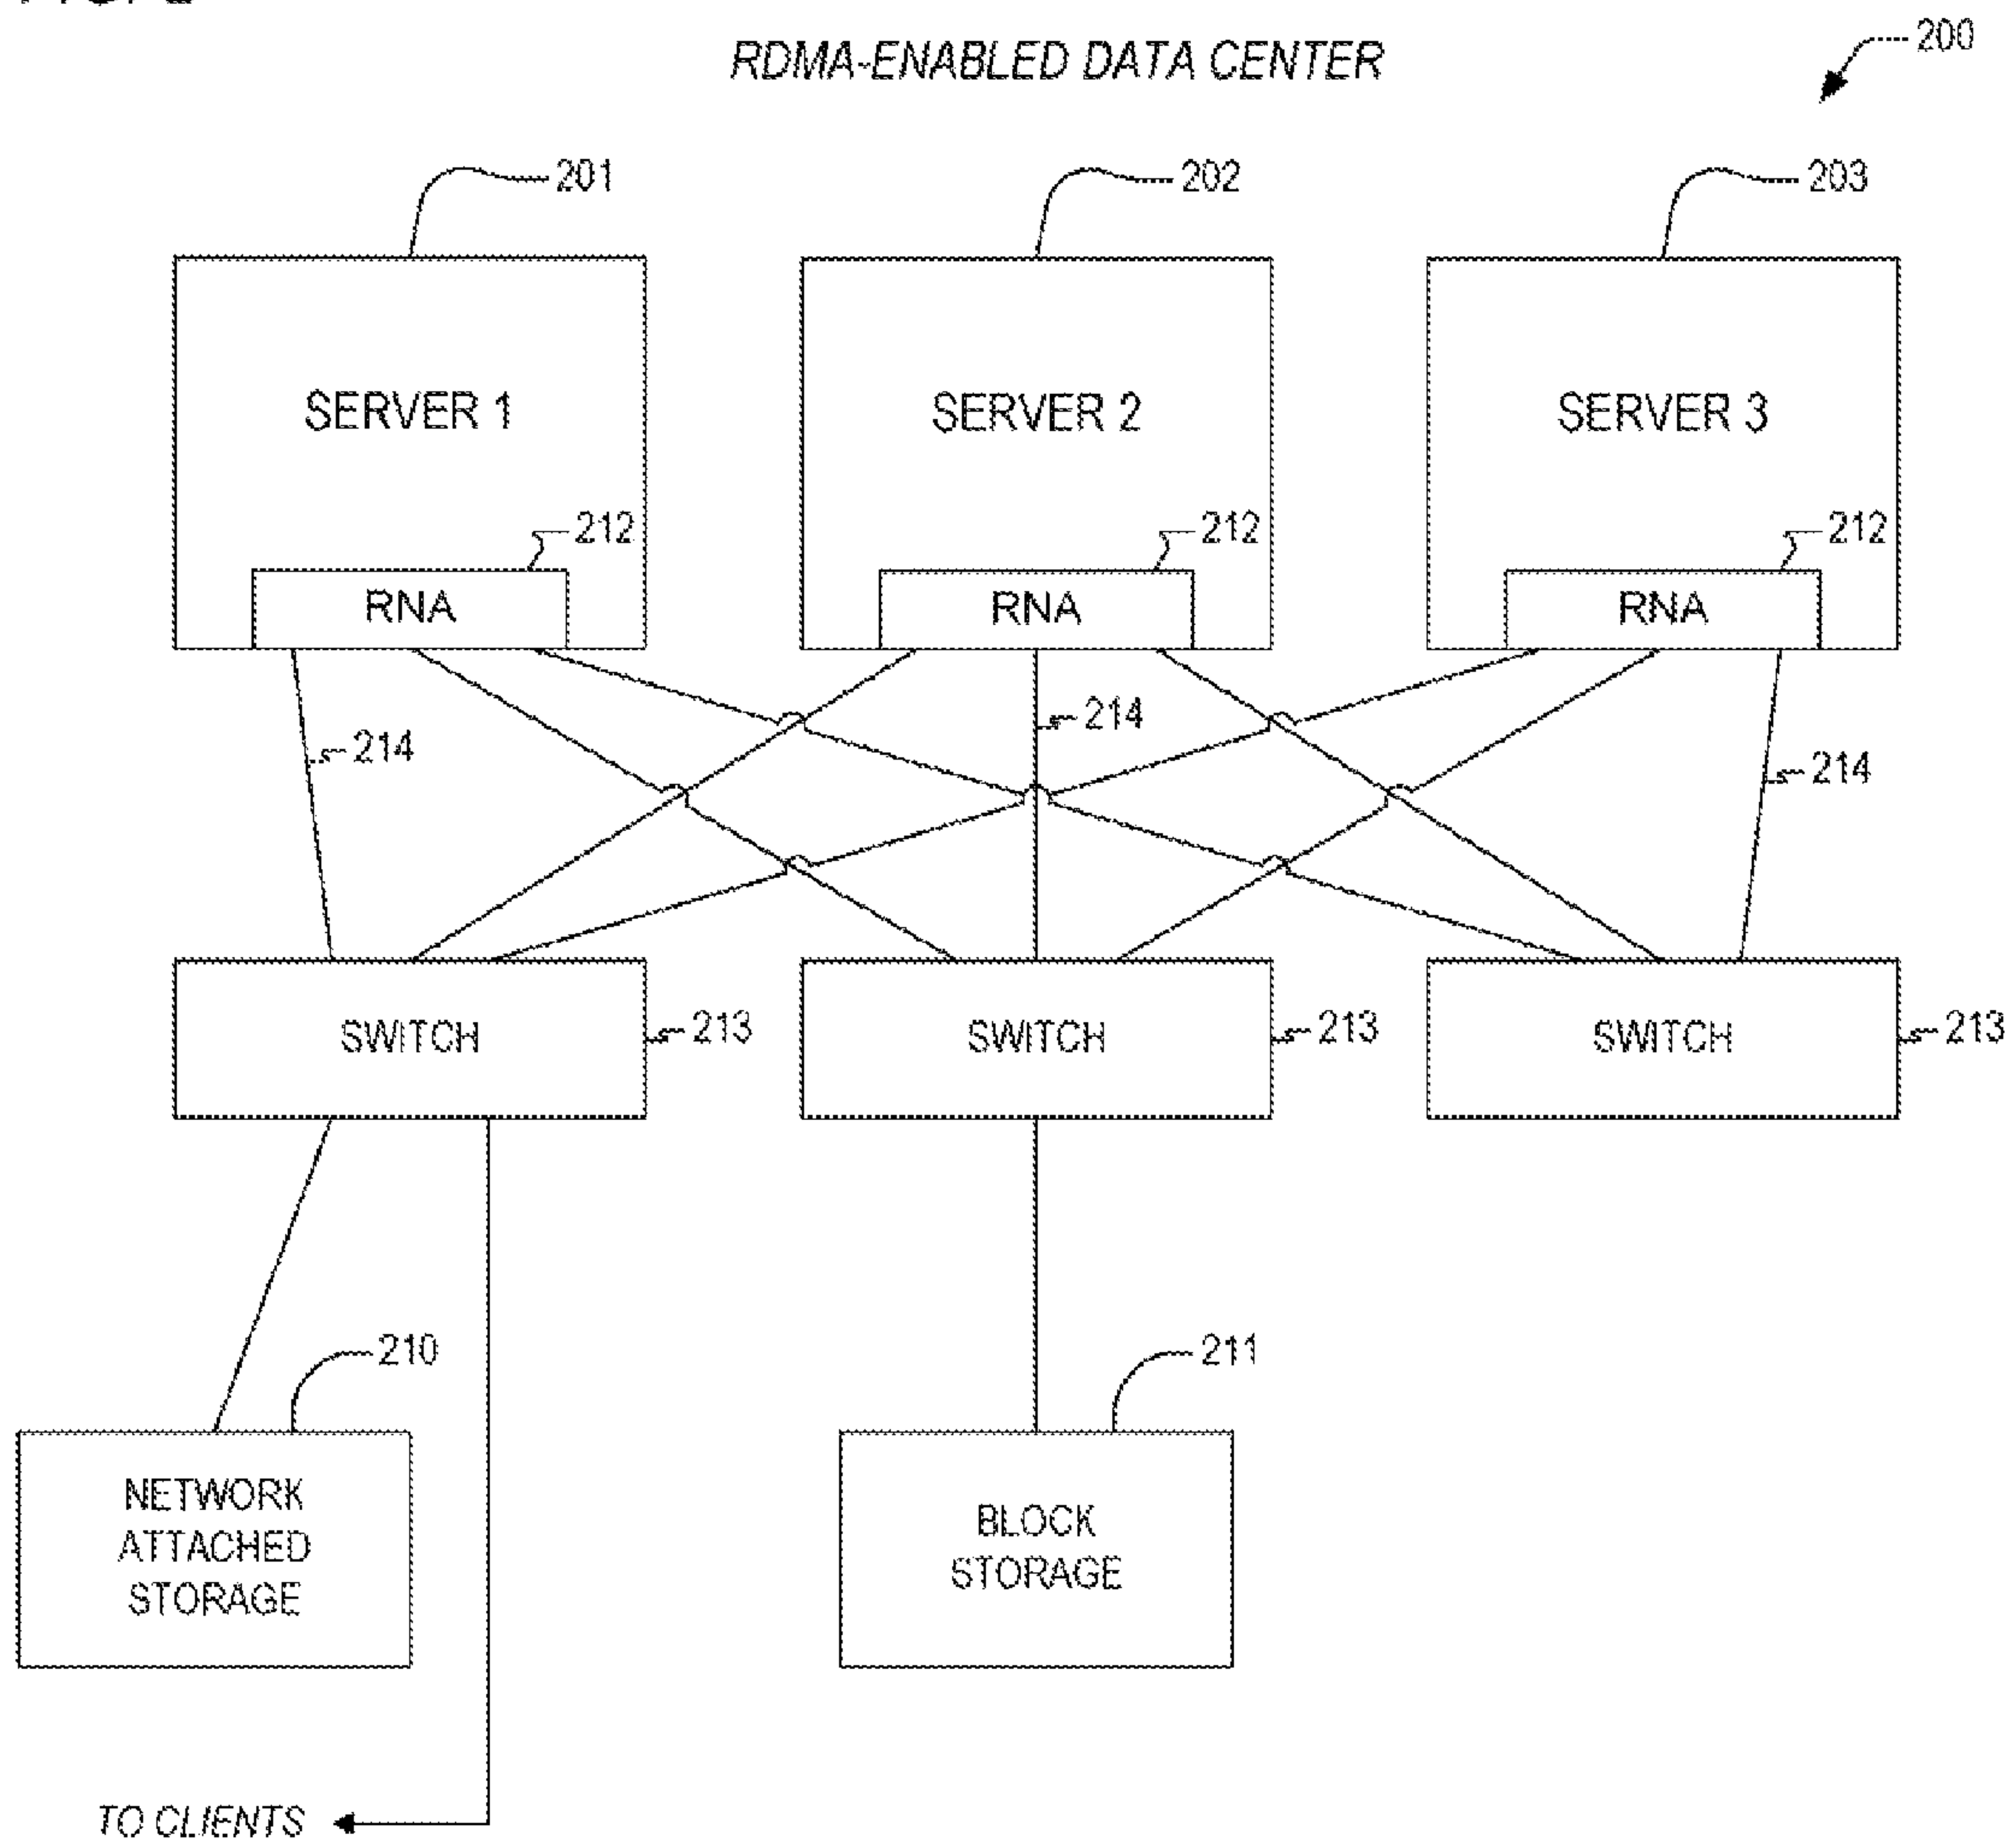 RDMA-ENABLED DATA CENTER
200
201
202
203
SERVER 1
SERVER 2
SERVER 3
212
212
212
RNA
RNA
RNA
214
214
214
SWITCH
213
SWITCH
213
SWITCH
213
210
211
NETWORK
ATTACHED
STORAGE
BLOCK
STORAGE
TO CLIENTS